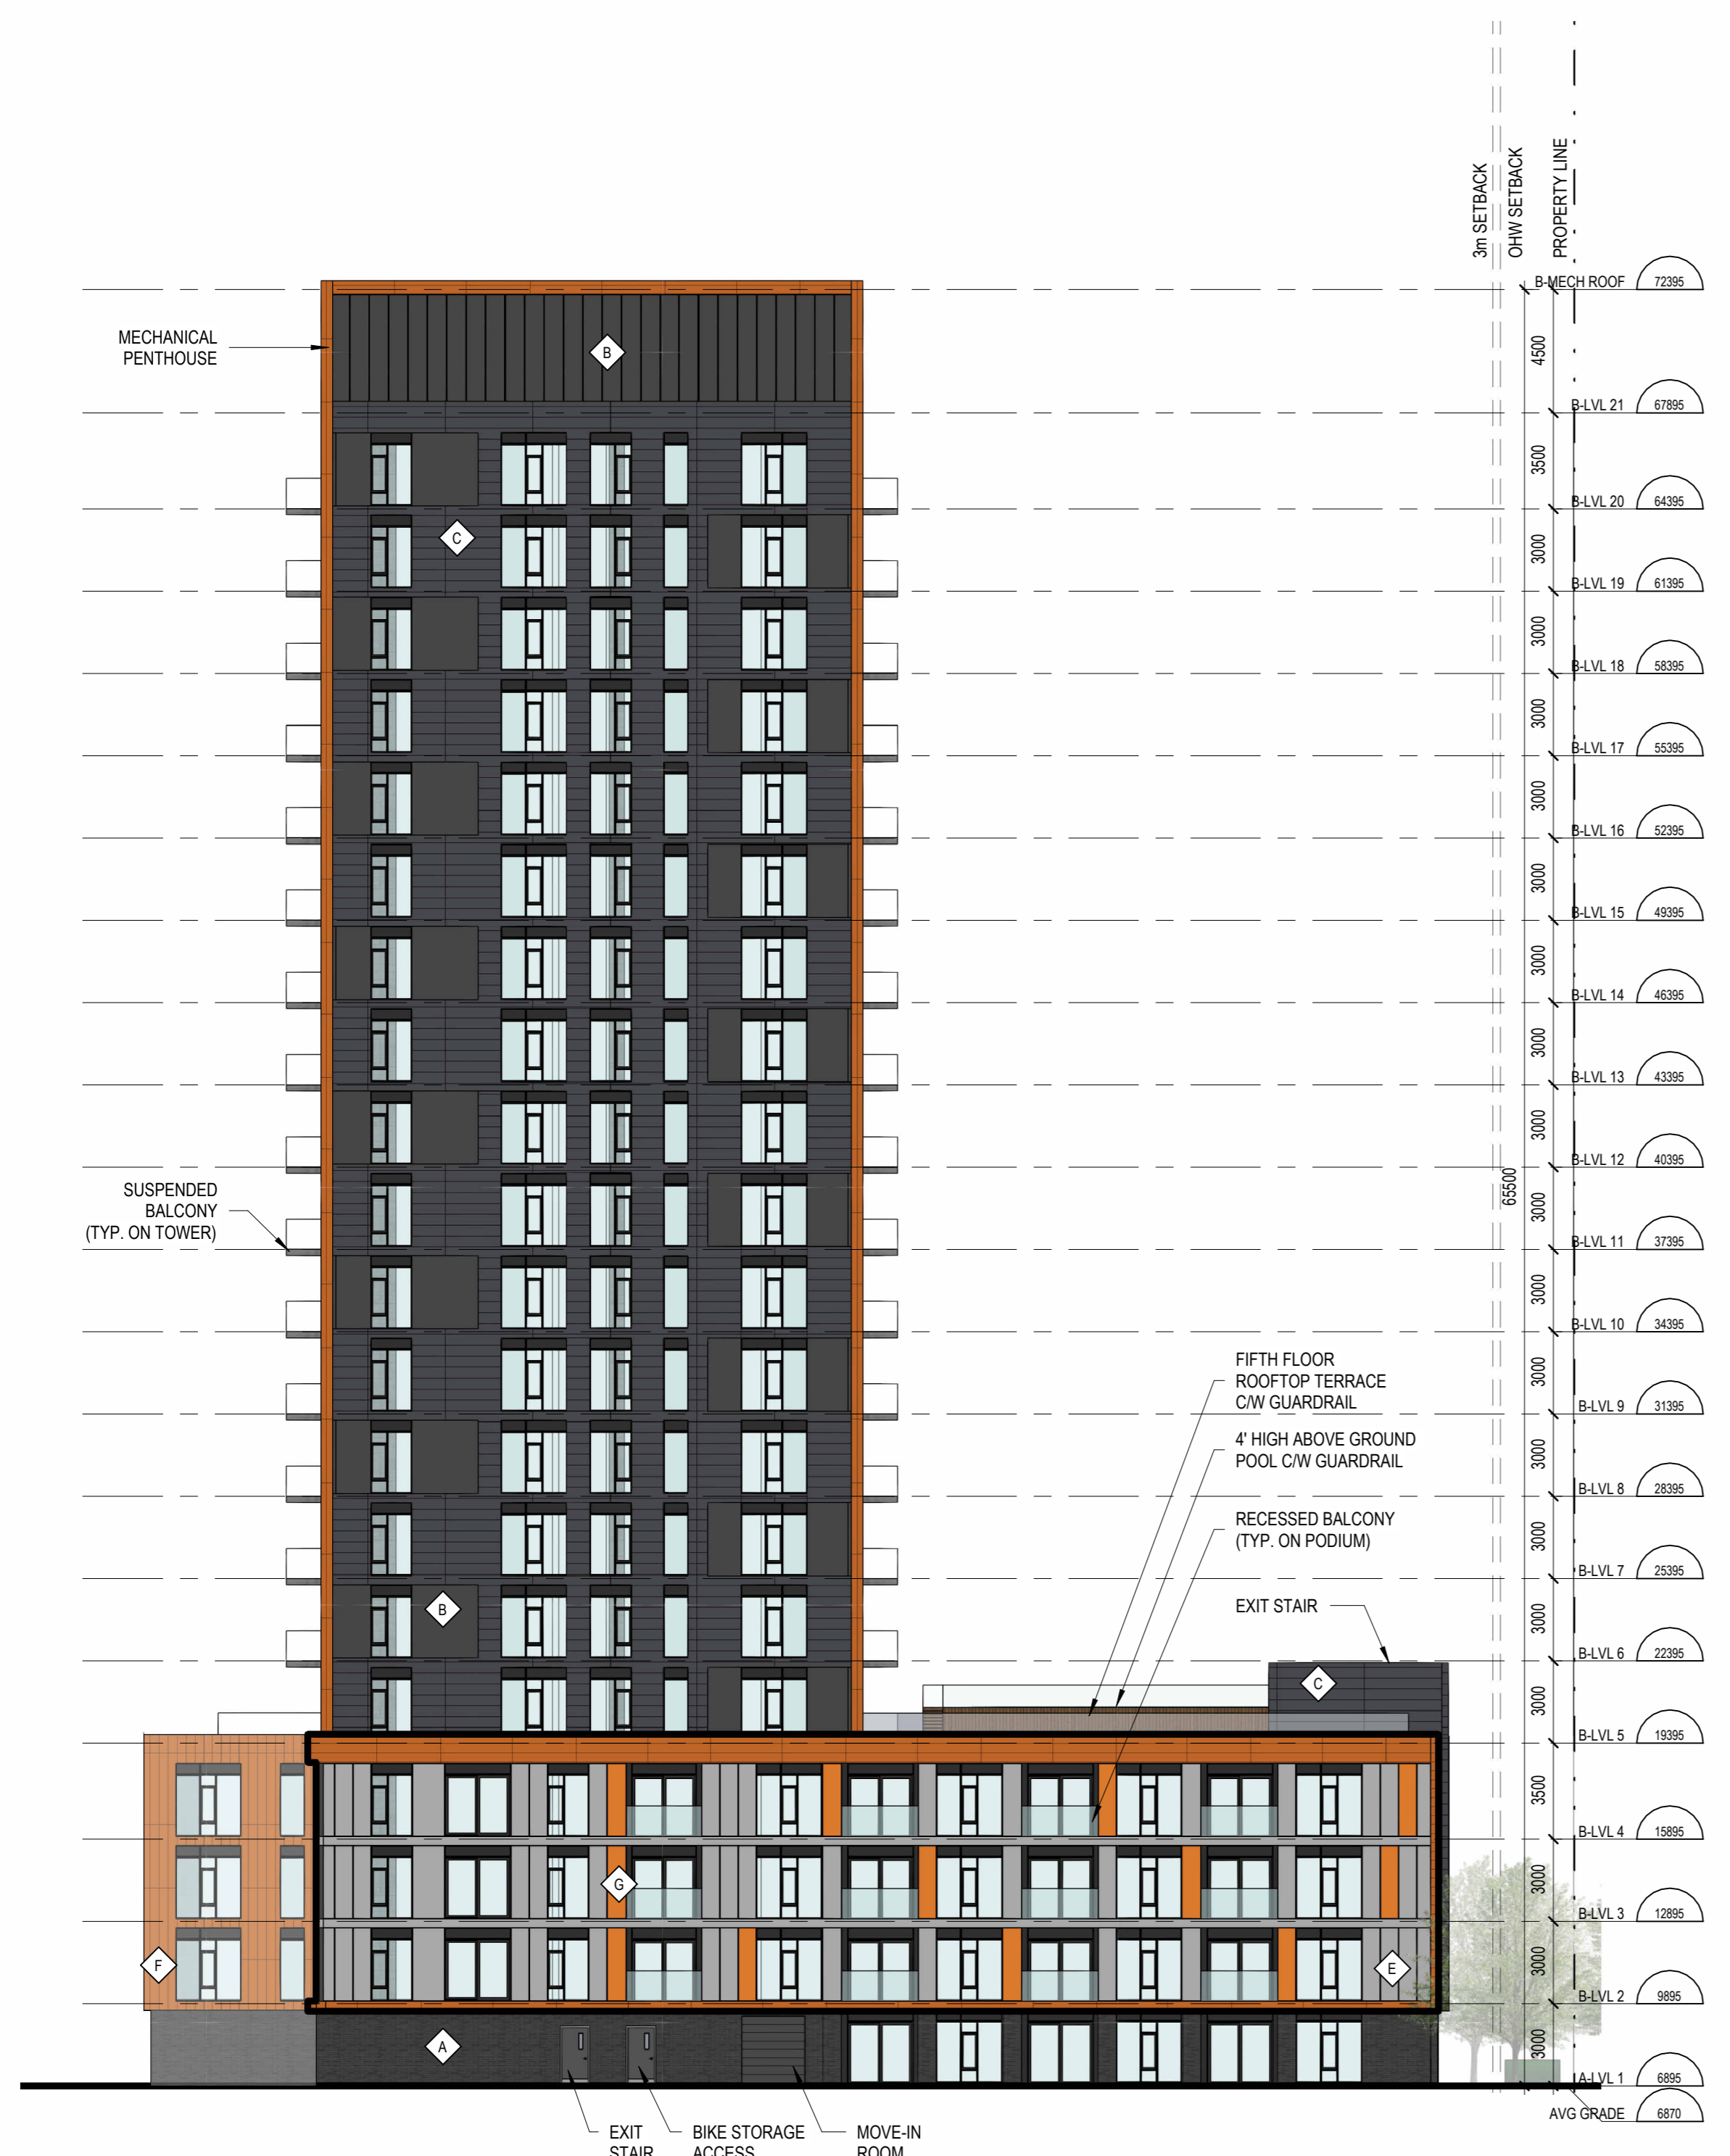 3m SETBACK
OHW SETBACK
PROPERTY LINE
B-MECH ROOF 72395
MECHANICAL
PENTHOUSE
B
4500
B-LVL 21 67895
3500
B-LVL 20 64395
C
3000
B-LVL 19 61395
3000
B-LVL 18 58395
3000
B-LVL 17 55395
3000
B-LVL 16 52395
3000
B-LVL 15 49395
3000
B-LVL 14 46395
3000
B-LVL 13 43395
3000
B-LVL 12 40395
65500
SUSPENDED
BALCONY
(TYP. ON TOWER)
3000
B-LVL 11 37395
3000
B-LVL 10 34395
FIFTH FLOOR
ROOFTOP TERRACE
C/W GUARDRAIL
3000
B-LVL 9 31395
4' HIGH ABOVE GROUND
POOL C/W GUARDRAIL
3000
B-LVL 8 28395
RECESSED BALCONY
(TYP. ON PODIUM)
3000
B-LVL 7 25395
EXIT STAIR
B
3000
B-LVL 6 22395
C
3000
B-LVL 5 19395
3500
B-LVL 4 15895
G
3000
B-LVL 3 12895
F
E
3000
B-LVL 2 9895
A
3000
A-LVL 1 6895
AVG GRADE 6870
EXIT
STAIR
BIKE STORAGE
ACCESS
MOVE-IN
ROOM